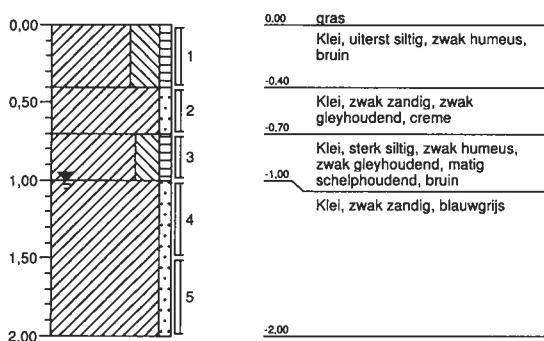 0,00
0,50
1,00
1,50
2,00
1
2
3
4
5
0,00 gras
Klei, uiterst siltig, zwak humeus,
bruin
-0,40
Klei, zwak zandig, zwak
gleyhoudend, creme
-0,70
Klei, sterk siltig, zwak humeus,
zwak gleyhoudend, matig
schelphoudend, bruin
-1,00
Klei, zwak zandig, blauwgrijs
-2,00